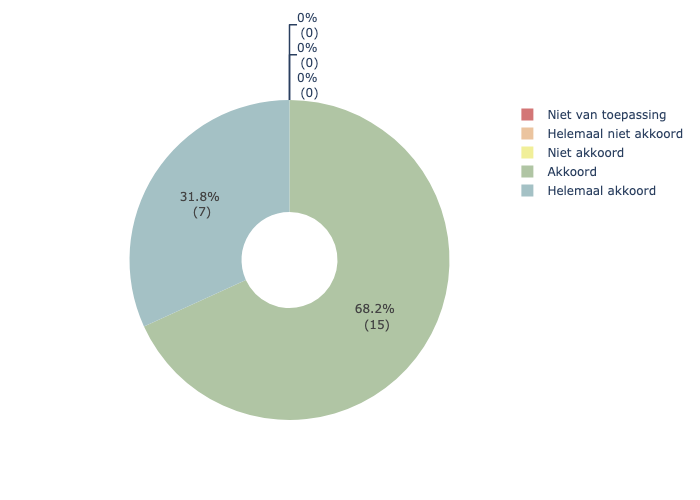 0%
(0)
0%
(0)
0%
(0)
31.8%
(7)
68.2%
(15)
Niet van toepassing
Helemaal niet akkoord
Niet akkoord
Akkoord
Helemaal akkoord